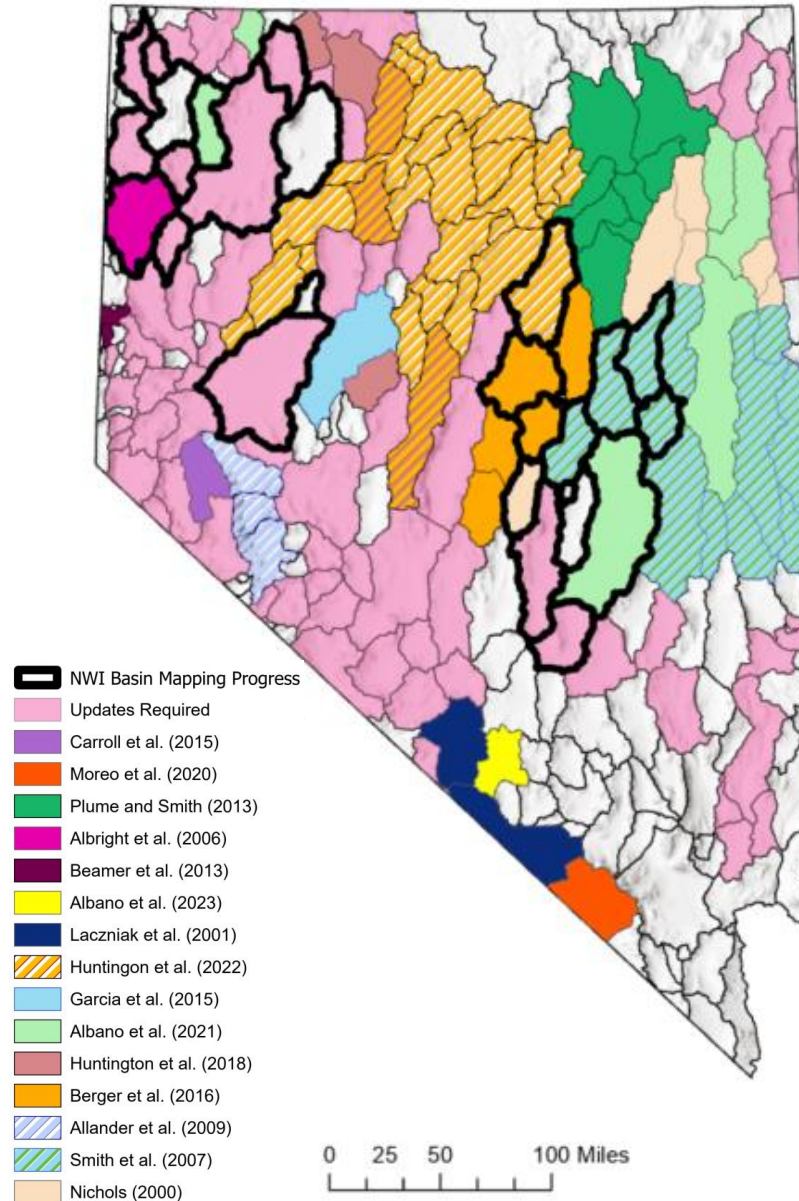 NWI Basin Mapping Progress
Updates Required
Carroll et al. (2015)
Moreo et al. (2020)
Plume and Smith (2013)
Albright et al. (2006)
Beamer et al. (2013)
Albano et al. (2023)
Laczniak et al. (2001)
Huntingon et al. (2022)
Garcia et al. (2015)
Albano et al. (2021)
Huntington et al. (2018)
Berger et al. (2016)
Allander et al. (2009)
Smith et al. (2007)
Nichols (2000)
0 25 50 100 Miles